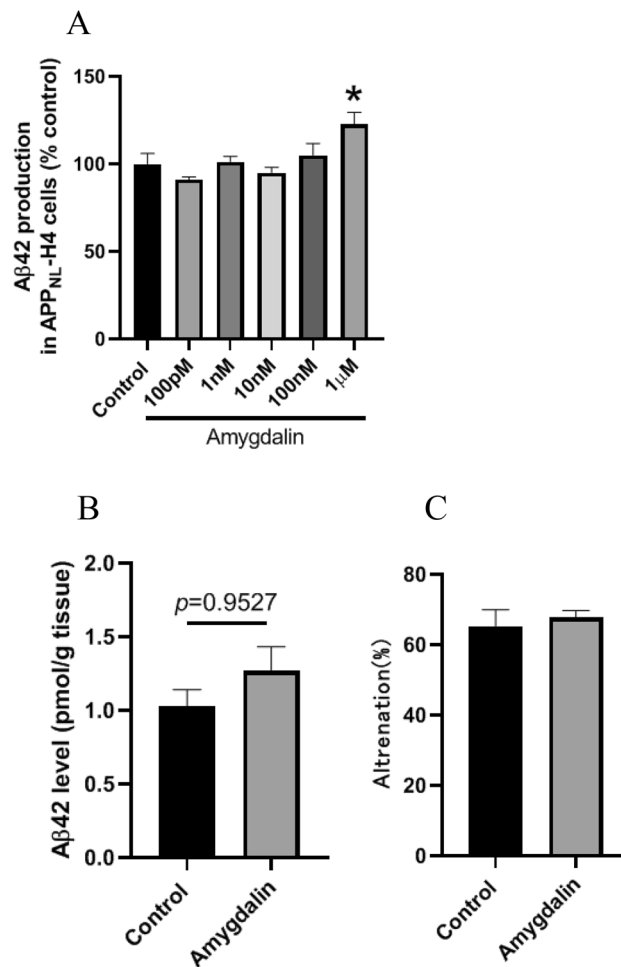 A
Aβ42 production
in APPNL-H4 cells (% control)
150
100
50
0
*
Control
100pM
1nM
10nM
100nM
1μM
Amygdalin
B
Aβ42 level (pmol/g tissue)
2.0
1.5
1.0
0.5
0.0
p=0.9527
Control
Amygdalin
C
Altrenation(%)
80
60
40
20
0
Control
Amygdalin